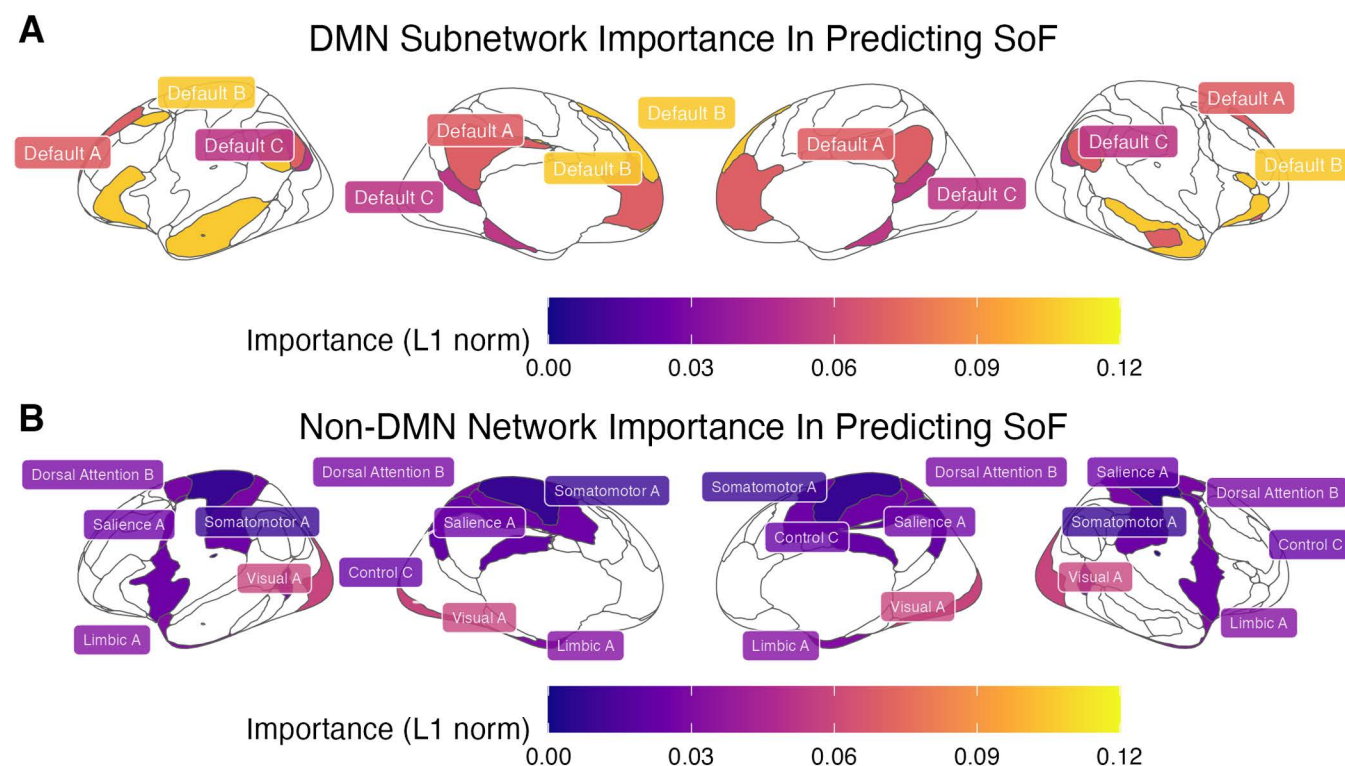 A
DMN Subnetwork Importance In Predicting SoF
Default B
Default A
Default C
Default A
Default B
Default C
Default B
Default A
Default C
Default A
Default C
Default B
Importance (L1 norm)
0.00 0.03 0.06 0.09 0.12
B
Non-DMN Network Importance In Predicting SoF
Dorsal Attention B
Salience A
Somatomotor A
Visual A
Limbic A
Dorsal Attention B
Somatomotor A
Salience A
Control C
Visual A
Limbic A
Somatomotor A
Dorsal Attention B
Salience A
Control C
Visual A
Limbic A
Salience A
Dorsal Attention B
Somatomotor A
Control C
Visual A
Limbic A
Importance (L1 norm)
0.00 0.03 0.06 0.09 0.12